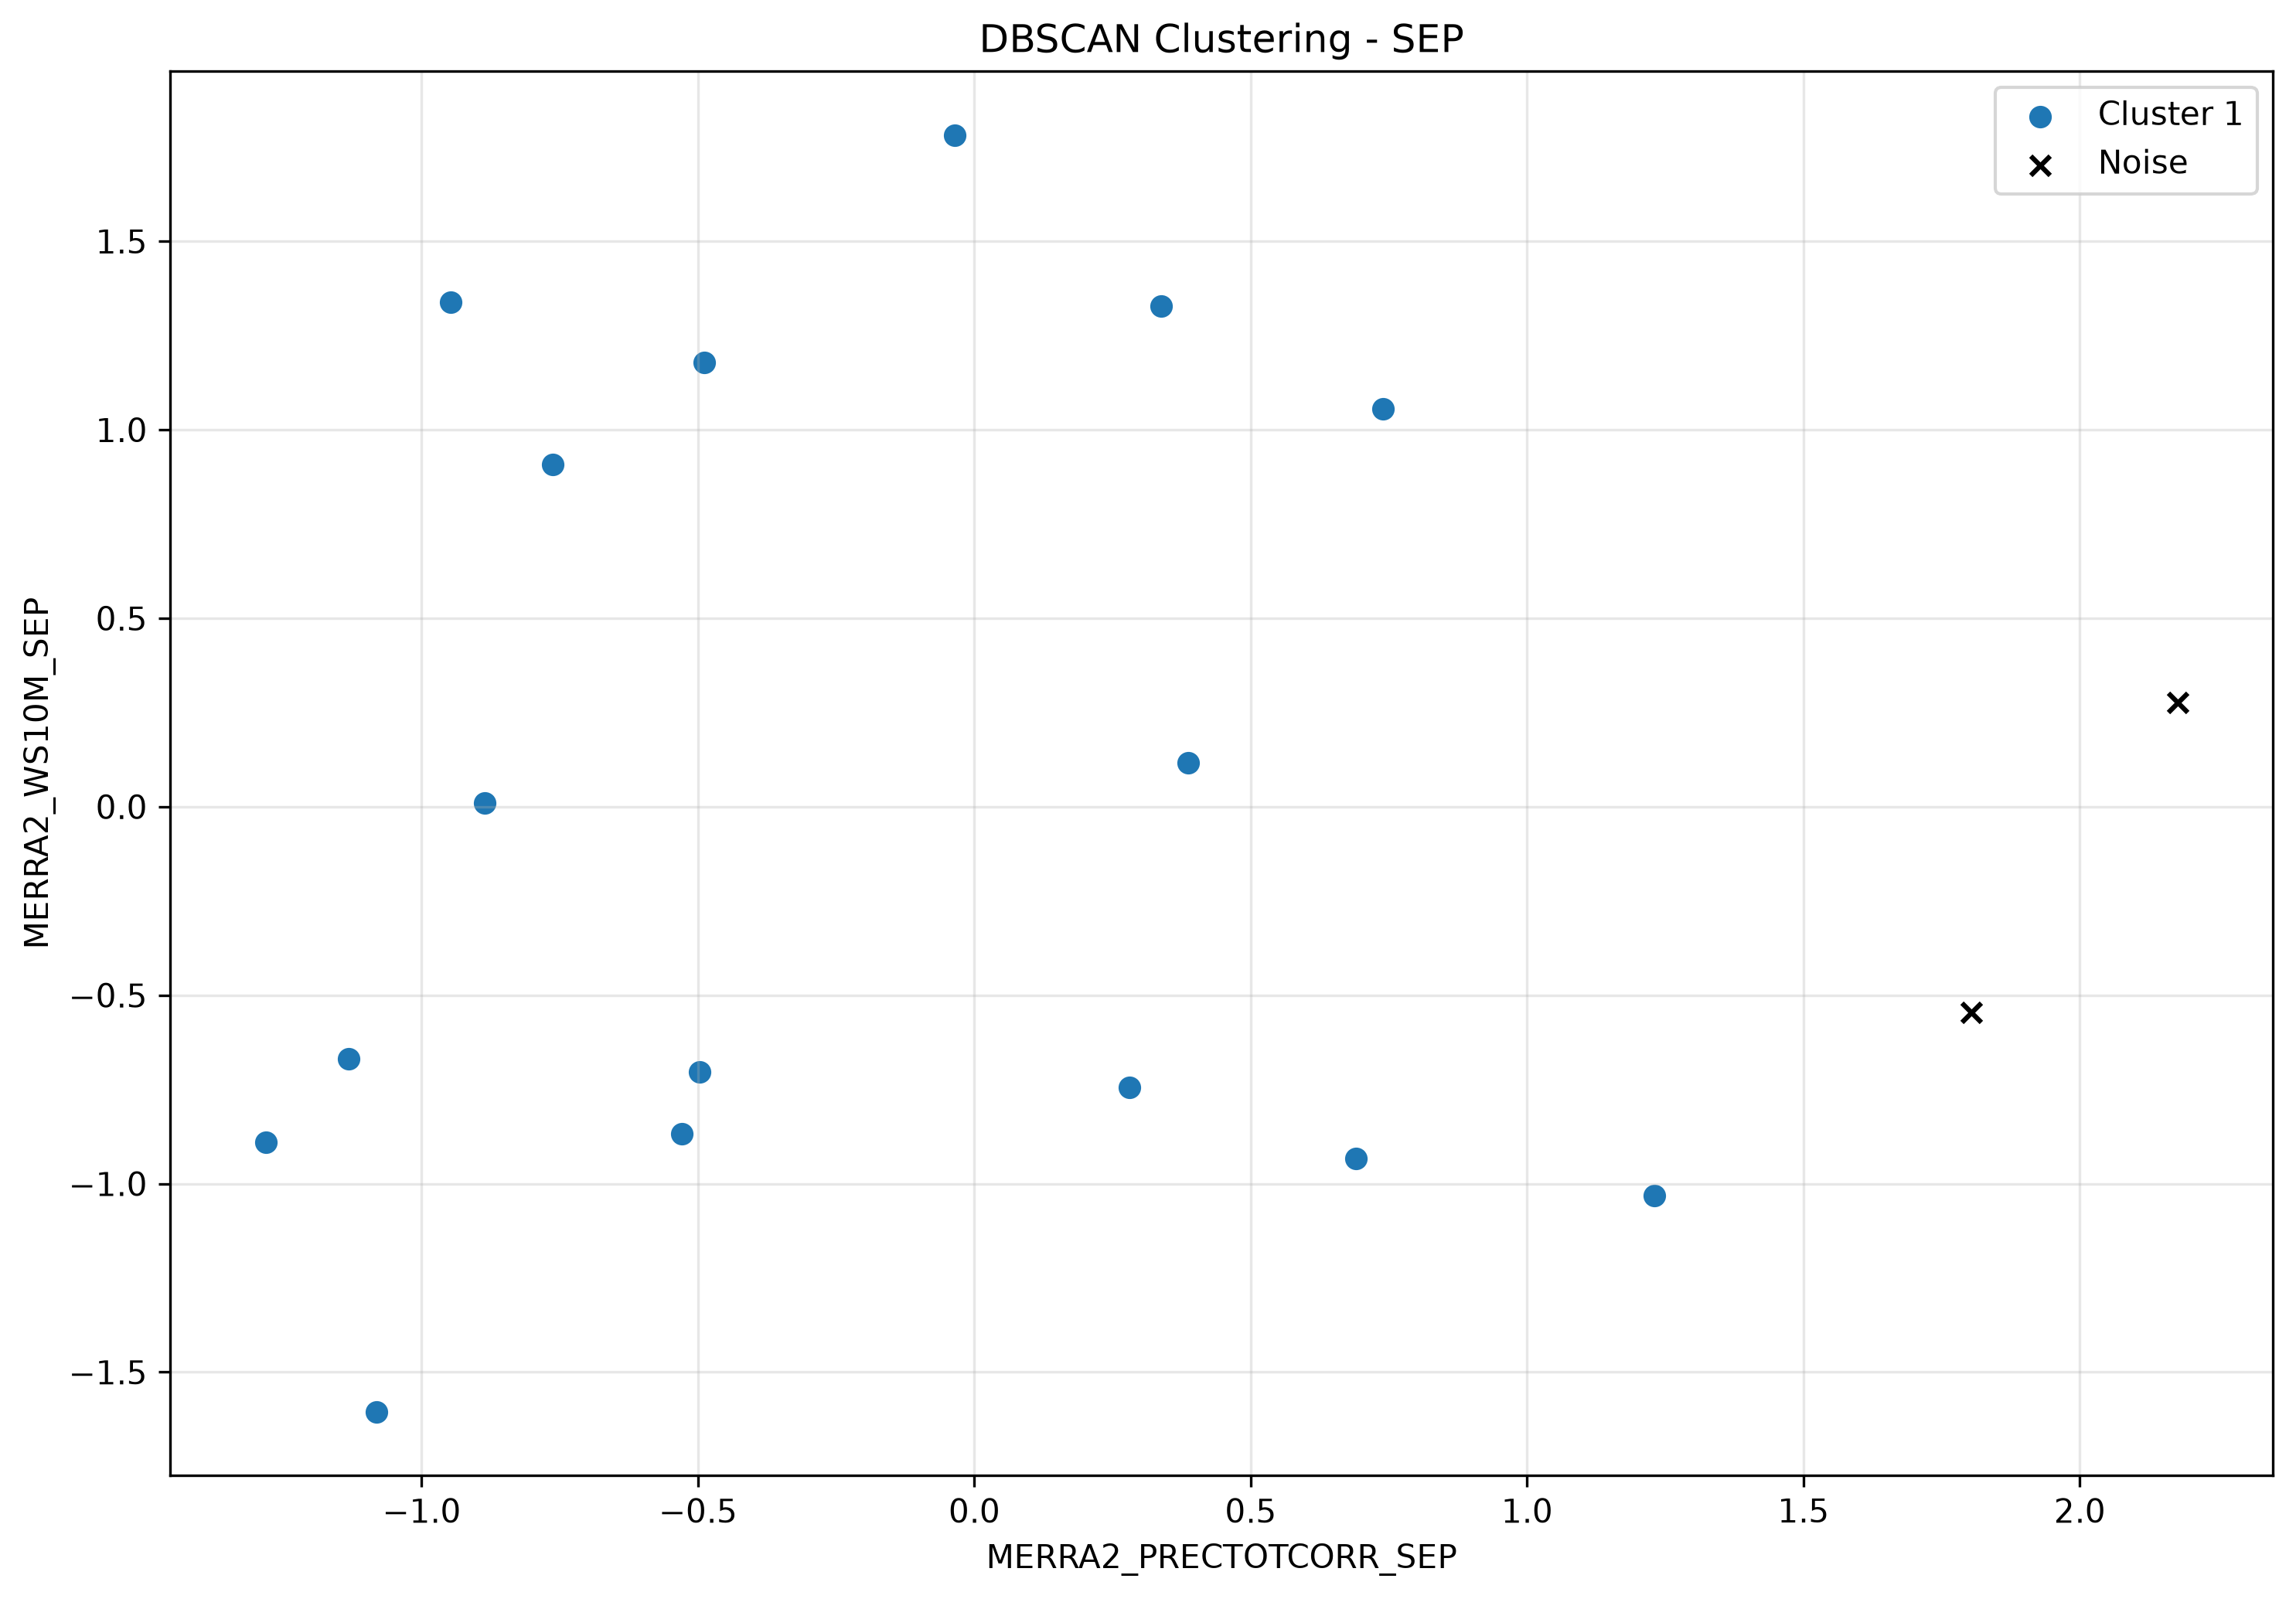 DBSCAN Clustering - SEP
Cluster 1
Noise
1.5
1.0
0.5
0.0
−0.5
−1.0
−1.5
MERRA2_WS10M_SEP
−1.0
−0.5
0.0
0.5
1.0
1.5
2.0
MERRA2_PRECTOTCORR_SEP